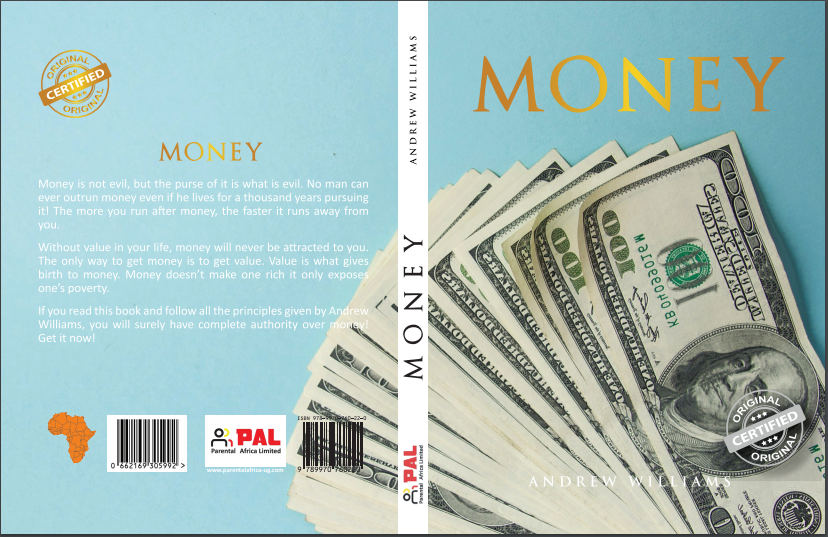 ORIGINAL
CERTIFIED
ORIGINAL
MONEY
Money is not evil, but the purse of it is what is evil. No man can
ever outrun money even if he lives for a thousand years pursuing
it! The more you run after money, the faster it runs away from
you.
Without value in your life, money will never be attracted to you.
The only way to get money is to get value. Value is what gives
birth to money. Money doesn’t make one rich it only exposes
one’s poverty.
If you read this book and follow all the principles given by Andrew
Williams, you will surely have complete authority over money!
Get it now!
0 662169 305992 >
PAL
Parental Africa Limited
www.parentalafrica-ug.com
ANDREW WILLIAMS
MONEY
PAL
Parental Africa Limited
MONEY
100
100
KB0H090519M
ORIGINAL
CERTIFIED
ORIGINAL
ANDREW WILLIAMS